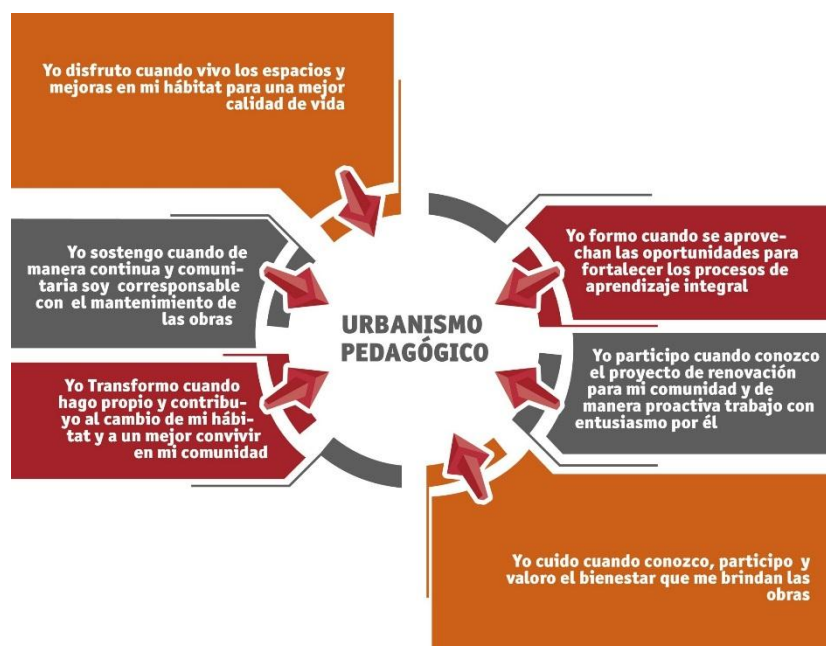 Yo disfruto cuando vivo los espacios y
mejoras en mi hábitat para una mejor
calidad de vida
Yo sostengo cuando de
manera continua y comuni-
taria soy corresponsable
con el mantenimiento de
las obras
Yo Transformo cuando
hago propio y contribu-
yo al cambio de mi hábi-
tat y a un mejor convivir
en mi comunidad
URBANISMO
PEDAGÓGICO
Yo formo cuando se aprove-
chan las oportunidades para
fortalecer los procesos de
aprendizaje integral
Yo participo cuando conozco
el proyecto de renovación
para mi comunidad y de
manera proactiva trabajo con
entusiasmo por él
Yo cuido cuando conozco, participo y
valoro el bienestar que me brindan las
obras